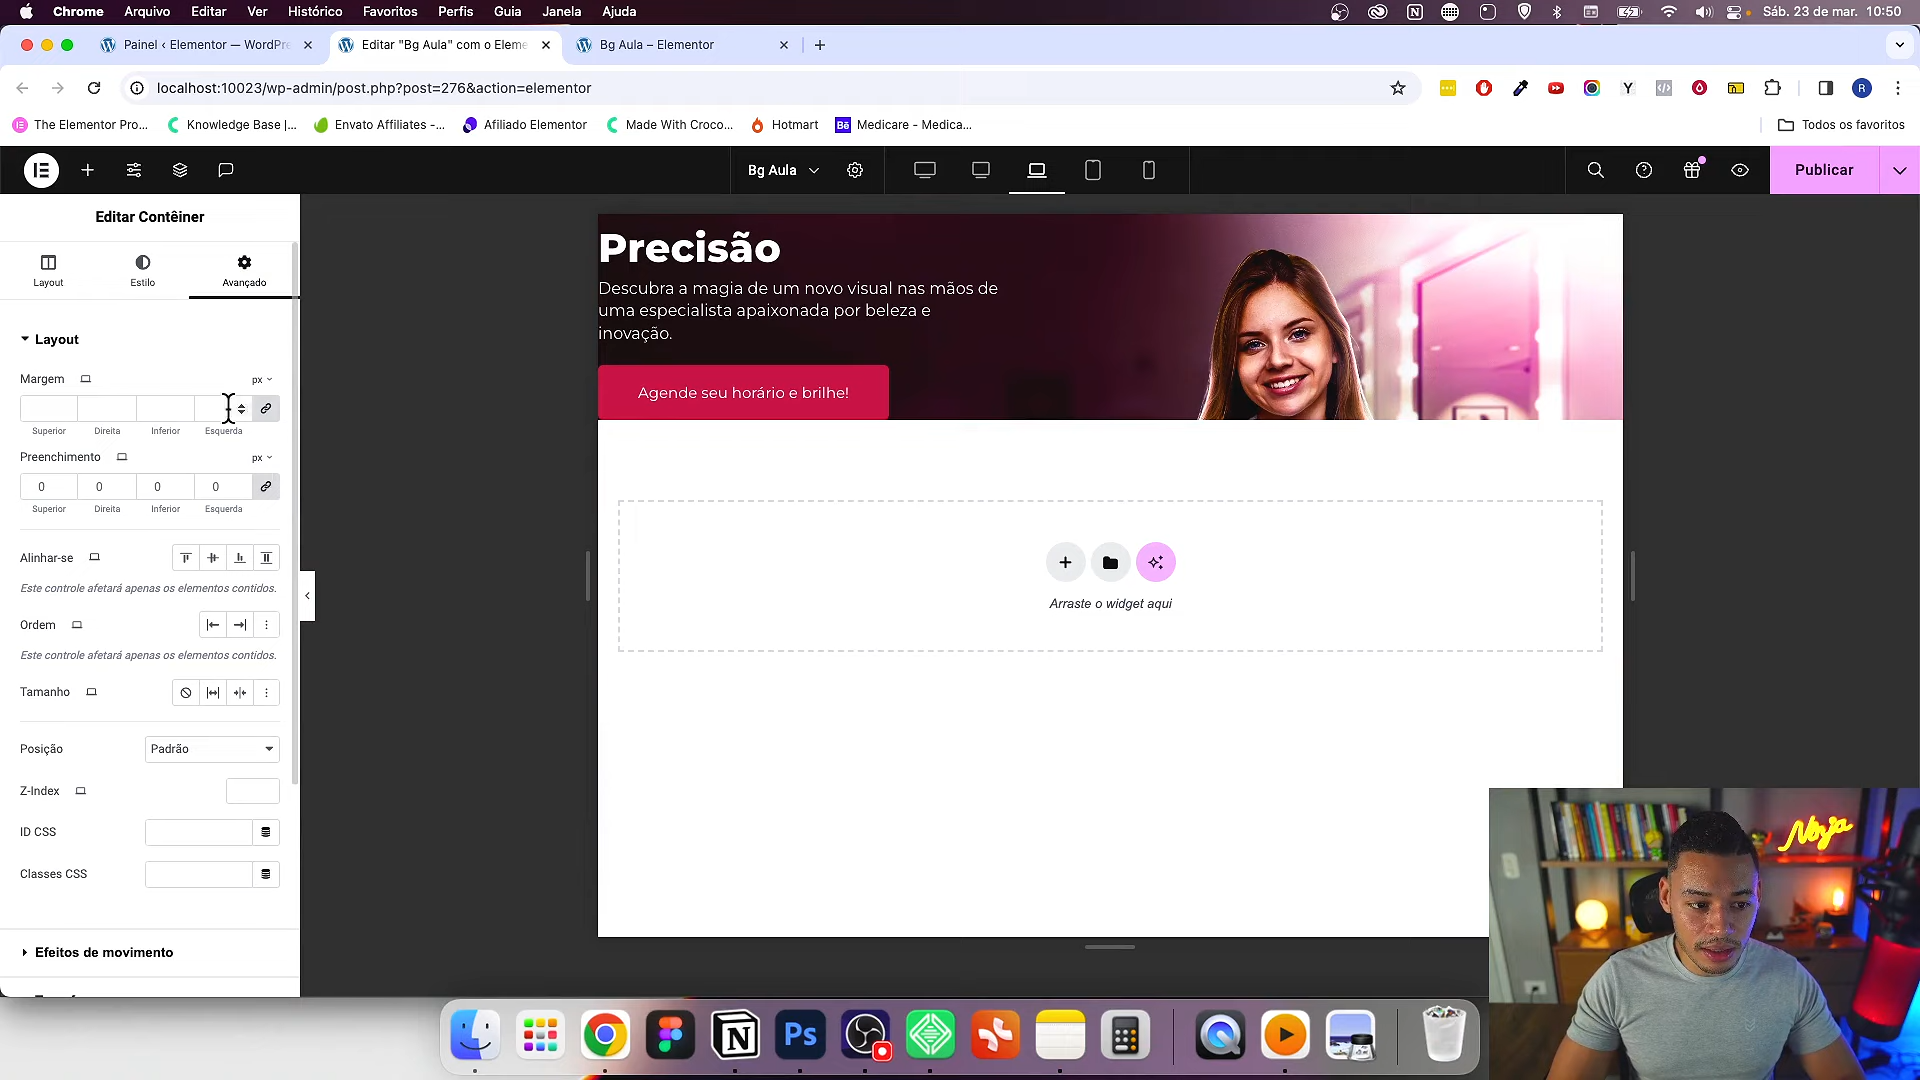 Chrome Arquivo Editar Ver Histórico Favoritos Perfis Guia Janela Ajuda
Sáb. 23 de mar. 10:50
Painel ‹ Elementor — WordPre
Editar "Bg Aula" com o Eleme
Bg Aula – Elementor
localhost:10023/wp-admin/post.php?post=276&action=elementor
The Elementor Pro...
Knowledge Base |...
Envato Affiliates -...
Afiliado Elementor
Made With Croco...
Hotmart
Medicare - Medica...
Todos os favoritos
Bg Aula
Publicar
Editar Contêiner
Layout
Estilo
Avançado
Layout
Margem
px
Superior Direita Inferior Esquerda
Preenchimento
px
0 0 0 0
Superior Direita Inferior Esquerda
Alinhar-se
Este controle afetará apenas os elementos contidos.
Ordem
Este controle afetará apenas os elementos contidos.
Tamanho
Posição
Padrão
Z-Index
ID CSS
Classes CSS
Efeitos de movimento
Precisão
Descubra a magia de um novo visual nas mãos de
uma especialista apaixonada por beleza e
inovação.
Agende seu horário e brilhe!
Arraste o widget aqui
Ninja
Ps